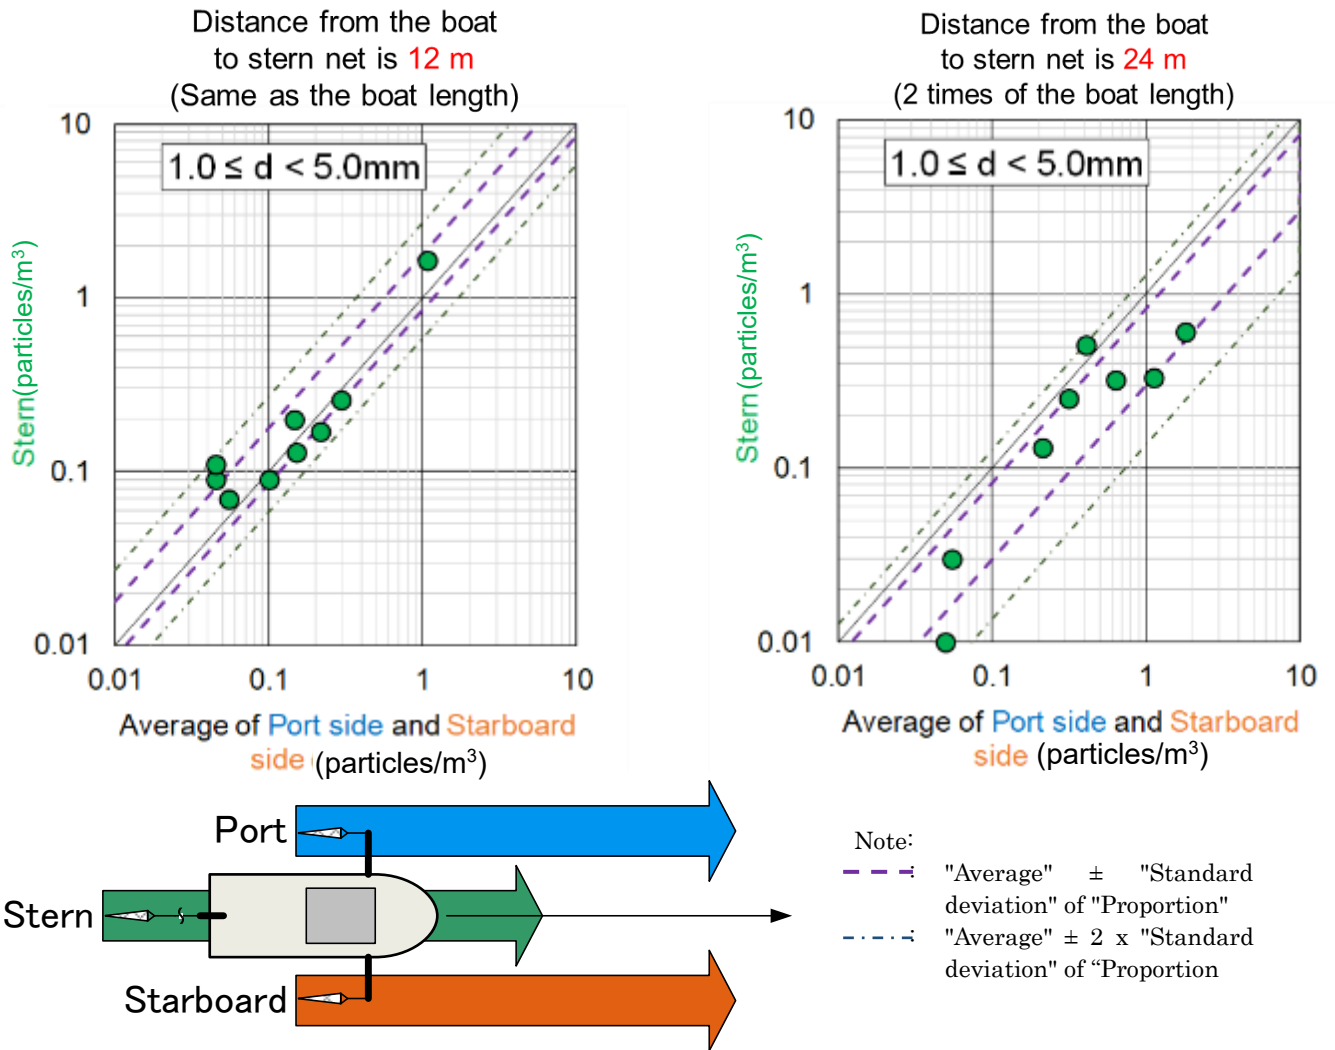 Distance from the boat
to stern net is 12 m
(Same as the boat length)
10
1.0 ≤ d < 5.0mm
1
0.1
0.01
Stern(particles/m³)
0.01 0.1 1 10
Average of Port side and Starboard
side (particles/m³)
Distance from the boat
to stern net is 24 m
(2 times of the boat length)
10
1.0 ≤ d < 5.0mm
1
0.1
0.01
Stern(particles/m³)
0.01 0.1 1 10
Average of Port side and Starboard
side (particles/m³)
Port
Stern
Starboard
Note:
: "Average" ± "Standard
deviation" of "Proportion"
: "Average" ± 2 x "Standard
deviation" of “Proportion